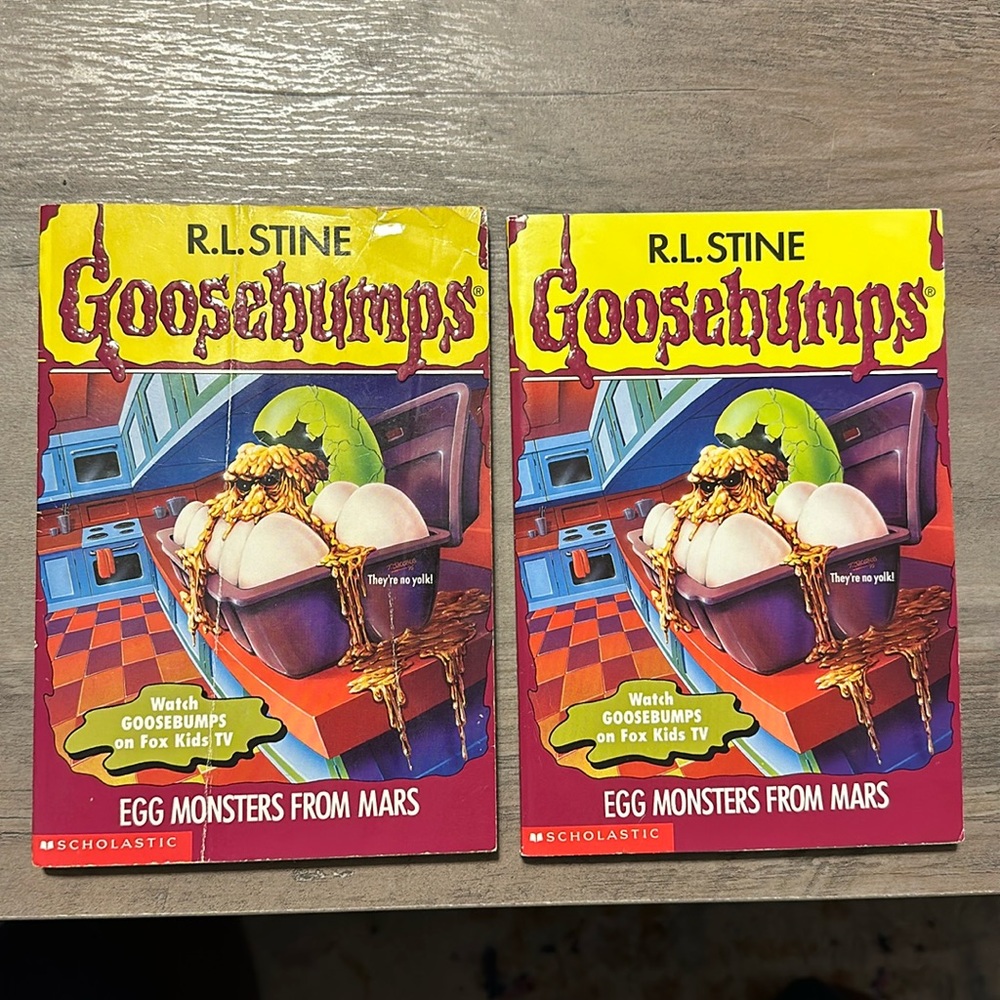 R.L. STINE
Goosebumps®
They're no yolk!
Watch
GOOSEBUMPS
on Fox Kids TV
EGG MONSTERS FROM MARS
SCHOLASTIC
R.L. STINE
Goosebumps®
They're no yolk!
Watch
GOOSEBUMPS
on Fox Kids TV
EGG MONSTERS FROM MARS
SCHOLASTIC